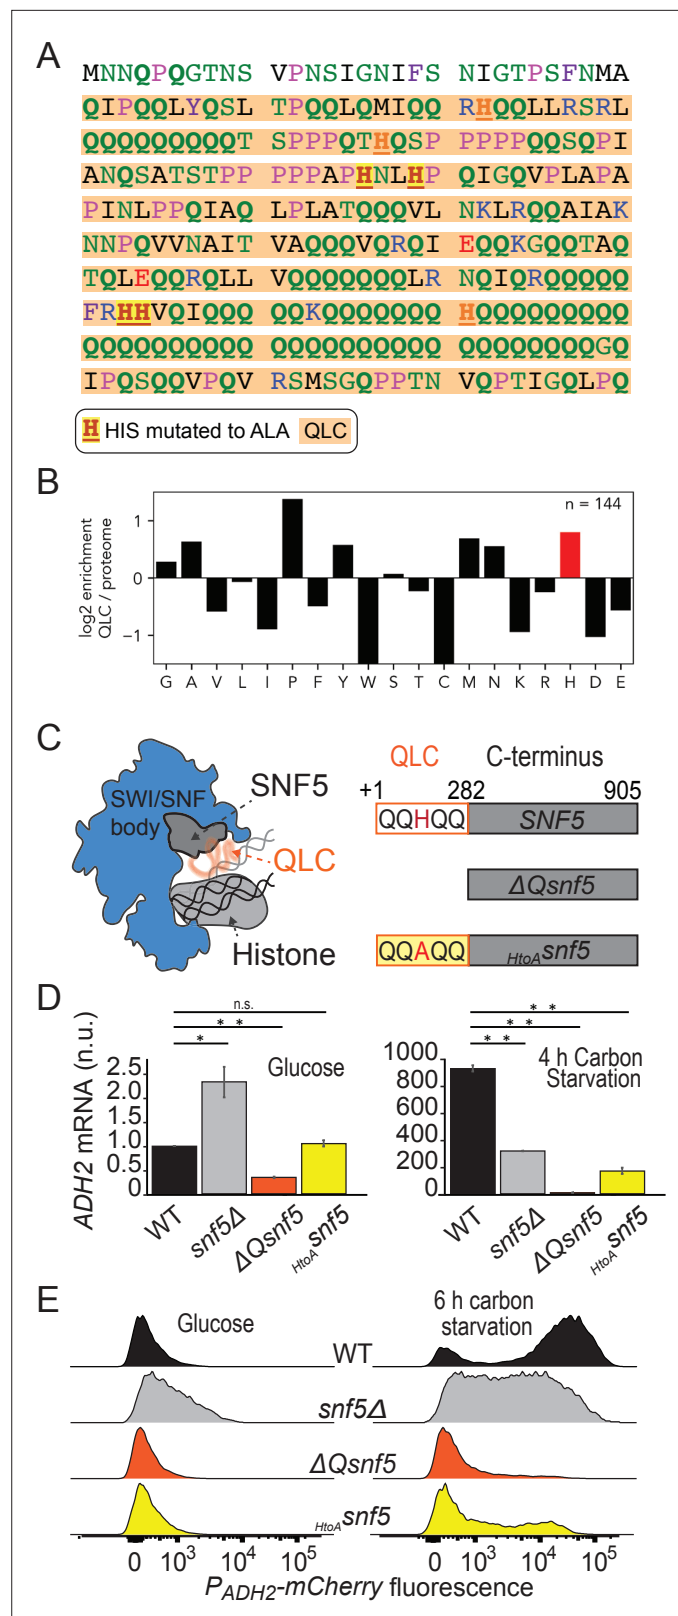 A
MNNQPQGTNS VPNSIGNIFS NIGTPSFNMA
QIPQQLYQSL TPQQLQMIQQ RHQQLLRSRL
QQQQQQQQQT SPPPQTHQSP PPPPQQSQPI
ANQSATSTPP PPPAPHNLHP QIGQVPLAPA
PINLPPQIAQ LPLATQQQVL NKLRQQAIAK
NNPQVVNAIT VAQQQVQRQI EQQKGQQTAQ
TQLEQQRQLL VQQQQQQQLR NQIQRQQQQQ
FRHHVQIQQQ QQKQQQQQQQ HQQQQQQQQQ
QQQQQQQQQQ QQQQQQQQQQ QQQQQQQQGQ
IPQSQQVPQV RSMSGQPPTN VQPTIGQLPQ
H HIS mutated to ALA QLC
B
log2 enrichment
QLC / proteome
n = 144
1
0
−1
G A V L I P F Y W S T C M N K R H D E
C
SWI/SNF
body
SNF5
QLC
Histone
QLC C-terminus
+1 282 905
QQHQQ SNF5
ΔQsnf5
QQAQQ HtoAsnf5
D
ADH2 mRNA (n.u.)
n.s.
* *
*
Glucose
2.5
2.0
1.5
1.0
0.5
0
WT snf5Δ ΔQsnf5 HtoAsnf5
* *
* *
* *
4 h Carbon
Starvation
1000
800
600
400
200
0
WT snf5Δ ΔQsnf5 HtoAsnf5
E
Glucose
6 h carbon
starvation
WT
snf5Δ
ΔQsnf5
HtoAsnf5
0 10³ 10⁴ 10⁵ 0 10³ 10⁴ 10⁵
PADH2-mCherry fluorescence